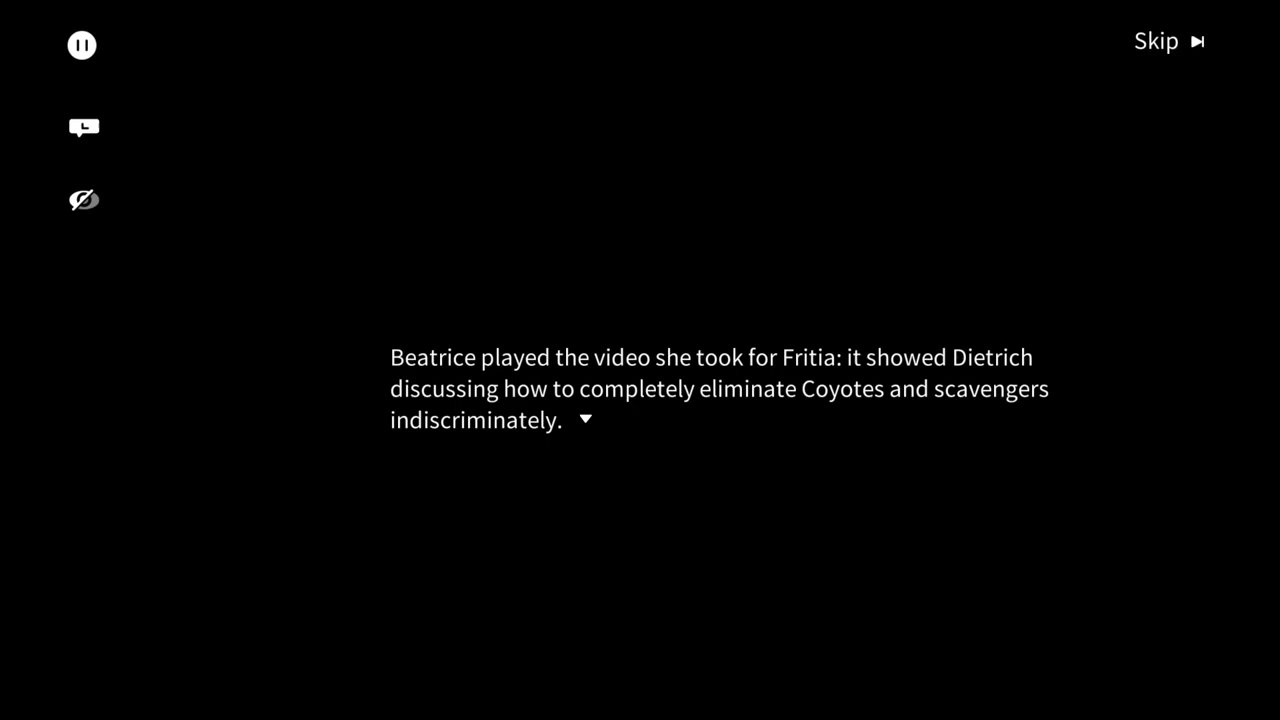 Skip
Beatrice played the video she took for Fritia: it showed Dietrich
discussing how to completely eliminate Coyotes and scavengers
indiscriminately.